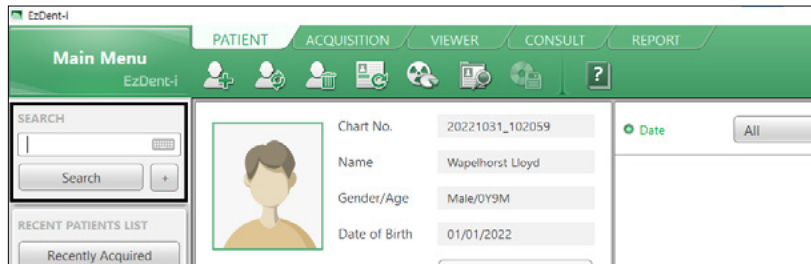 EzDent-i
Main Menu
EzDent-i
PATIENT
ACQUISITION
VIEWER
CONSULT
REPORT
?
SEARCH
Search
+
RECENT PATIENTS LIST
Recently Acquired
Chart No. 20221031_102059
Name Wapelhorst Lloyd
Gender/Age Male/0Y9M
Date of Birth 01/01/2022
Date All